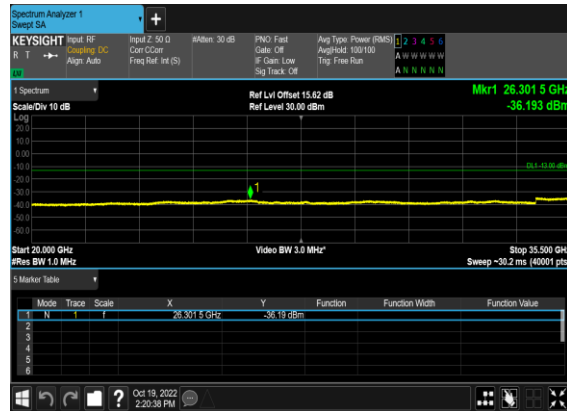 Spectrum Analyzer 1
Swept SA
+
KEYSIGHT Input: RF Input Z: 50 Ω #Atten: 30 dB PNO: Fast Avg Type: Power (RMS) 1 2 3 4 5 6
R T Coupling: DC Corr CCorr Gate: Off Avg|Hold: 100/100 A W W W W W
Align: Auto Freq Ref: Int (S) IF Gain: Low Trig: Free Run
Sig Track: Off A N N N N N
1 Spectrum Ref Lvl Offset 15.62 dB Mkr1 26.301 5 GHz
Scale/Div 10 dB Ref Level 30.00 dBm -36.193 dBm
Log
20.0
10.0
0.00
-10.0
DL1 -13.00 dBm
-20.0
-30.0
1
-40.0
-50.0
-60.0
Start 20.000 GHz Video BW 3.0 MHz* Stop 35.500 GHz
#Res BW 1.0 MHz Sweep ~30.2 ms (40001 pts)
5 Marker Table
Mode Trace Scale X Y Function Function Width Function Value
1 N 1 f 26.301 5 GHz -36.19 dBm
2
3
4
5
6
? Oct 19, 2022
2:20:38 PM